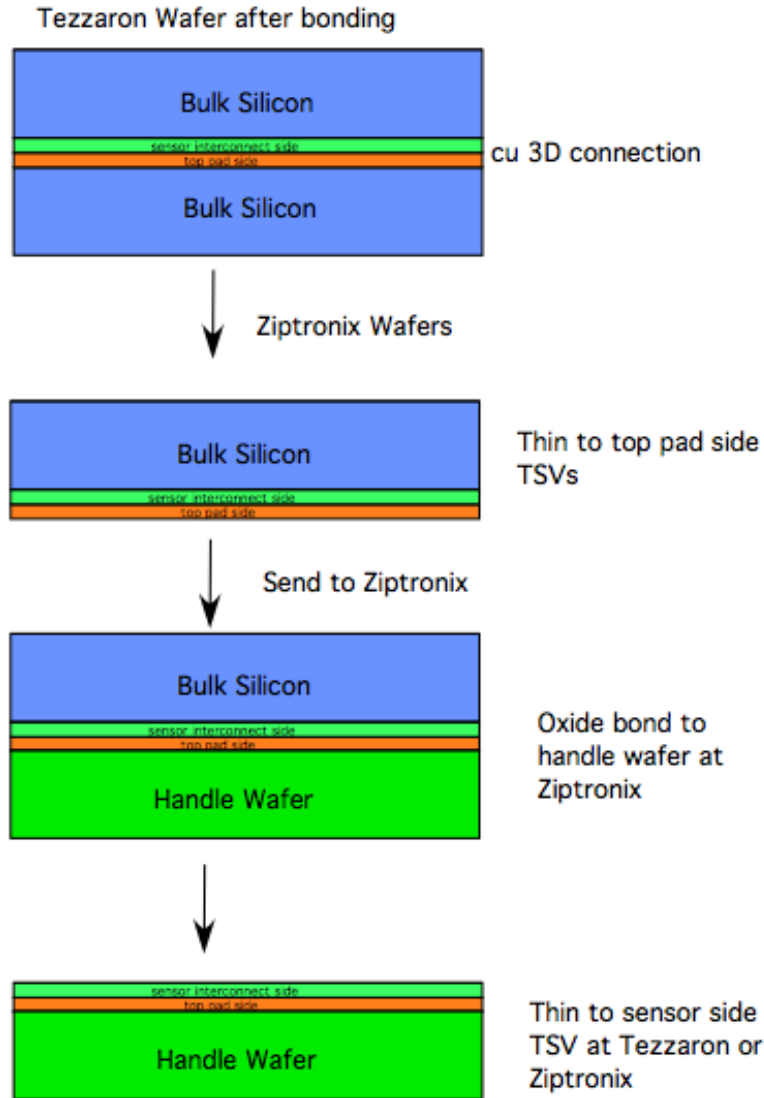 Tezzaron Wafer after bonding
Bulk Silicon
sensor interconnect side
top pad side
cu 3D connection
Bulk Silicon
Ziptronix Wafers
Bulk Silicon
sensor interconnect side
top pad side
Thin to top pad side
TSVs
Send to Ziptronix
Bulk Silicon
sensor interconnect side
top pad side
Handle Wafer
Oxide bond to
handle wafer at
Ziptronix
sensor interconnect side
top pad side
Handle Wafer
Thin to sensor side
TSV at Tezzaron or
Ziptronix